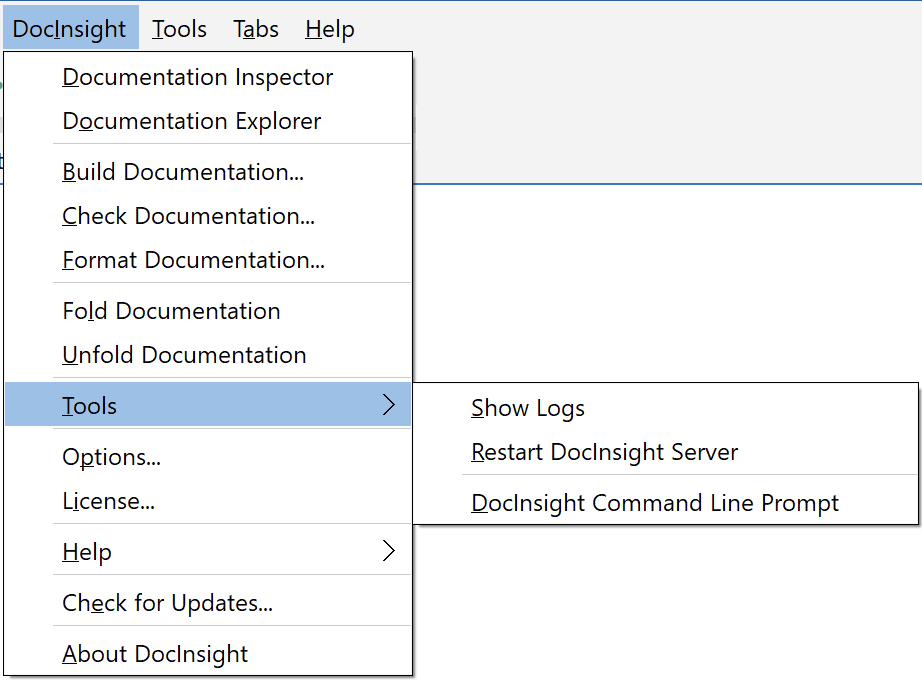 DocInsight Tools Tabs Help
Documentation Inspector
Documentation Explorer
Build Documentation...
Check Documentation...
Format Documentation...
Fold Documentation
Unfold Documentation
Tools
Show Logs
Restart DocInsight Server
DocInsight Command Line Prompt
Options...
License...
Help
Check for Updates...
About DocInsight